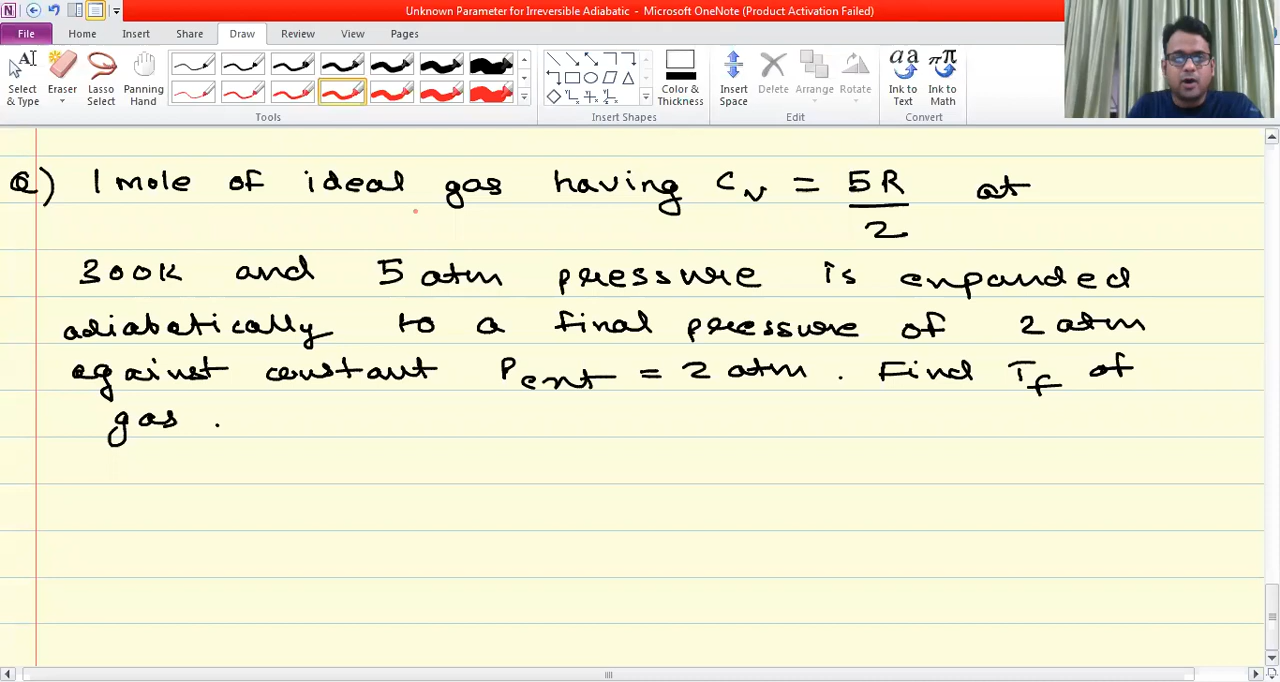 Unknown Parameter for Irreversible Adiabatic - Microsoft OneNote (Product Activation Failed)
File Home Insert Share Draw Review View Pages
Select & Type Eraser Lasso Select Panning Hand Color & Thickness Insert Space Delete Arrange Rotate Ink to Text Ink to Math
Tools Insert Shapes Edit Convert
Q) 1 mole of ideal gas having Cv = 5R/2 at
300K and 5 atm pressure is expanded
adiabatically to a final pressure of 2 atm
against constant Pext = 2 atm . Find Tf of
gas .